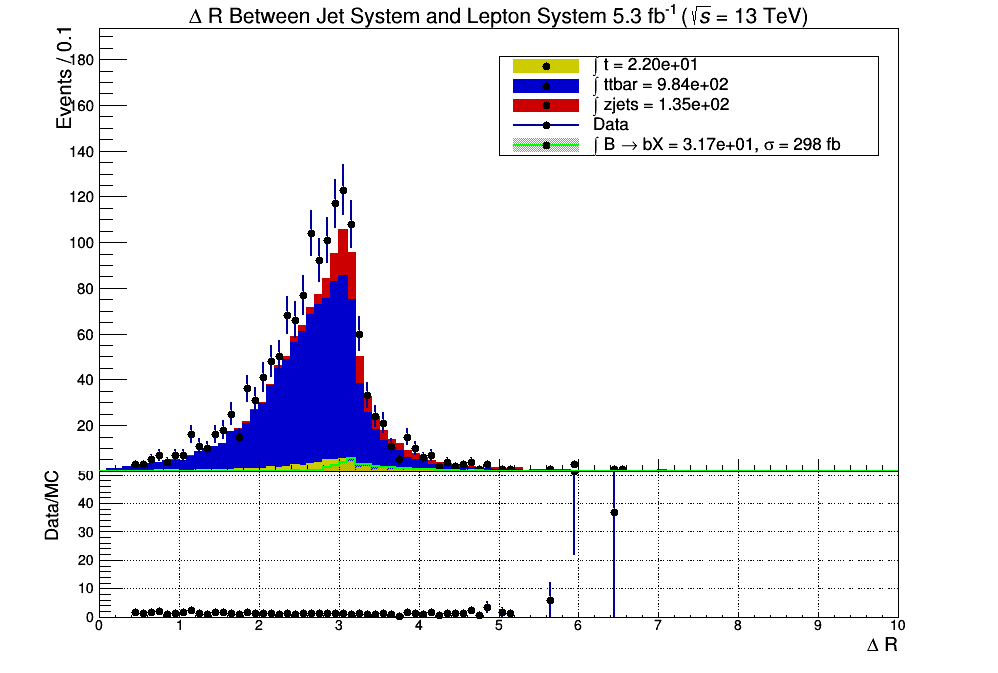 Δ R Between Jet System and Lepton System 5.3 fb⁻¹ (√s = 13 TeV)
Events / 0.1
180
160
140
120
100
80
60
40
20
∫ t = 2.20e+01
∫ ttbar = 9.84e+02
∫ zjets = 1.35e+02
Data
∫ B → bX = 3.17e+01, σ = 298 fb
Data/MC
50
40
30
20
10
0
0 1 2 3 4 5 6 7 8 9 10
Δ R